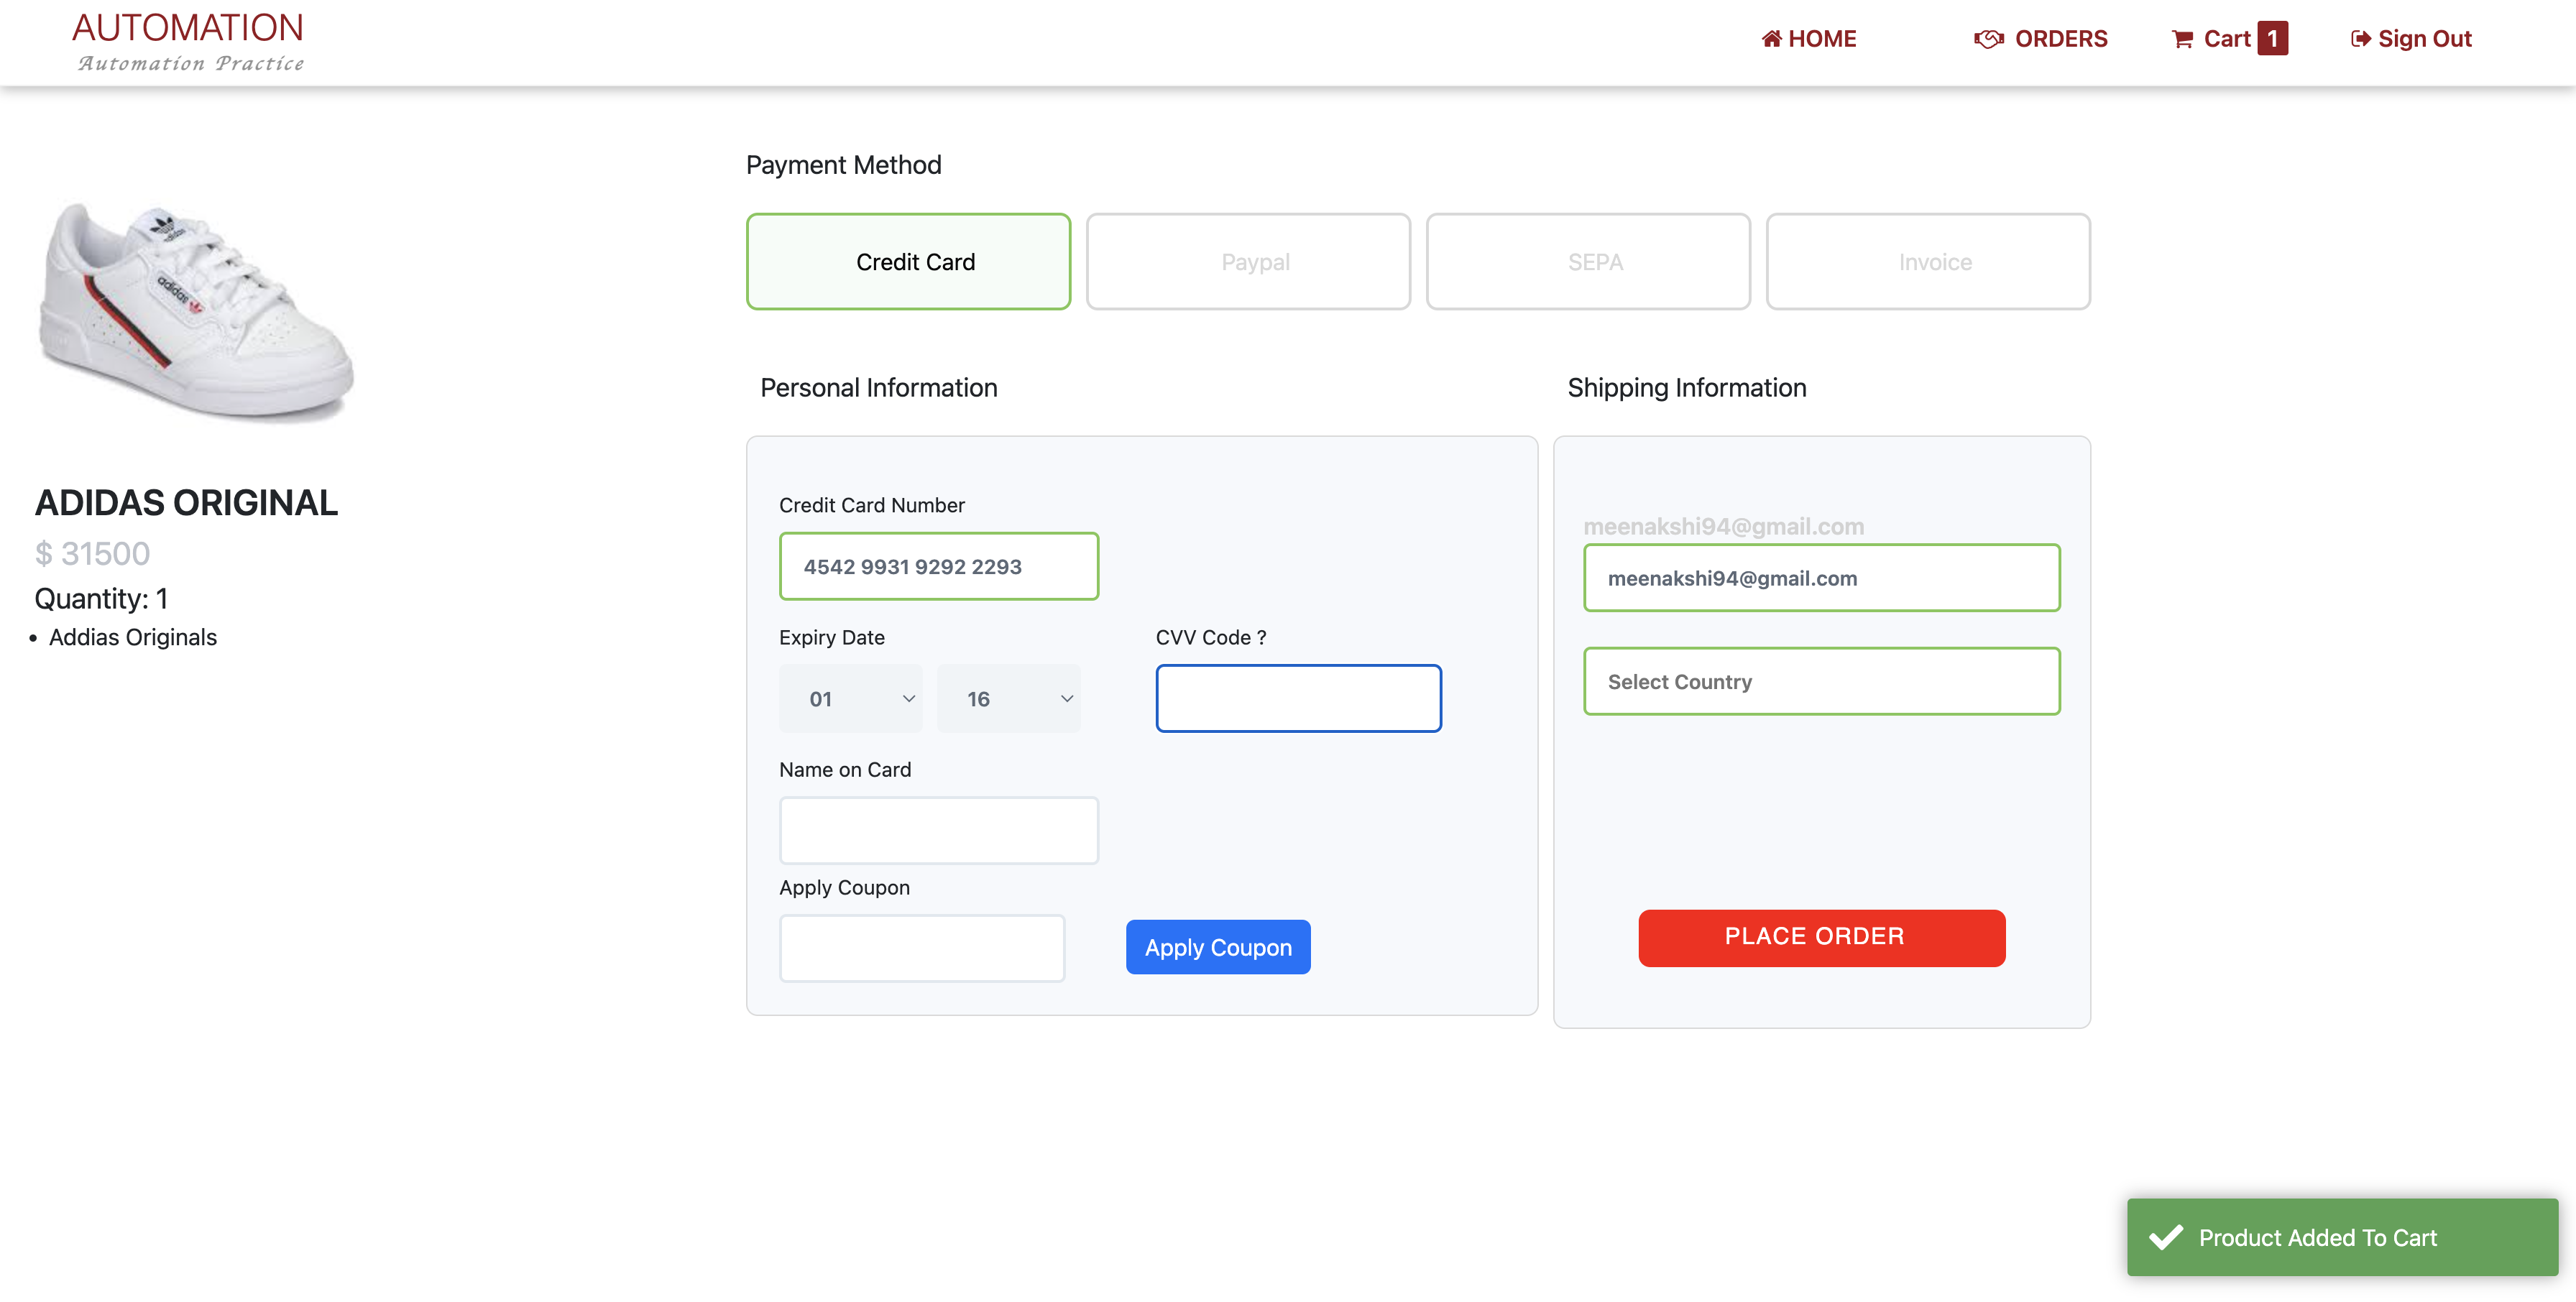 AUTOMATION
Automation Practice
HOME
ORDERS
Cart 1
Sign Out
adidas
adidas
ADIDAS ORIGINAL
$ 31500
Quantity: 1
• Addias Originals
Payment Method
Credit Card
Paypal
SEPA
Invoice
Personal Information
Credit Card Number
4542 9931 9292 2293
Expiry Date
CVV Code ?
01
16
Name on Card
Apply Coupon
Apply Coupon
Shipping Information
meenakshi94@gmail.com
meenakshi94@gmail.com
Select Country
PLACE ORDER
Product Added To Cart